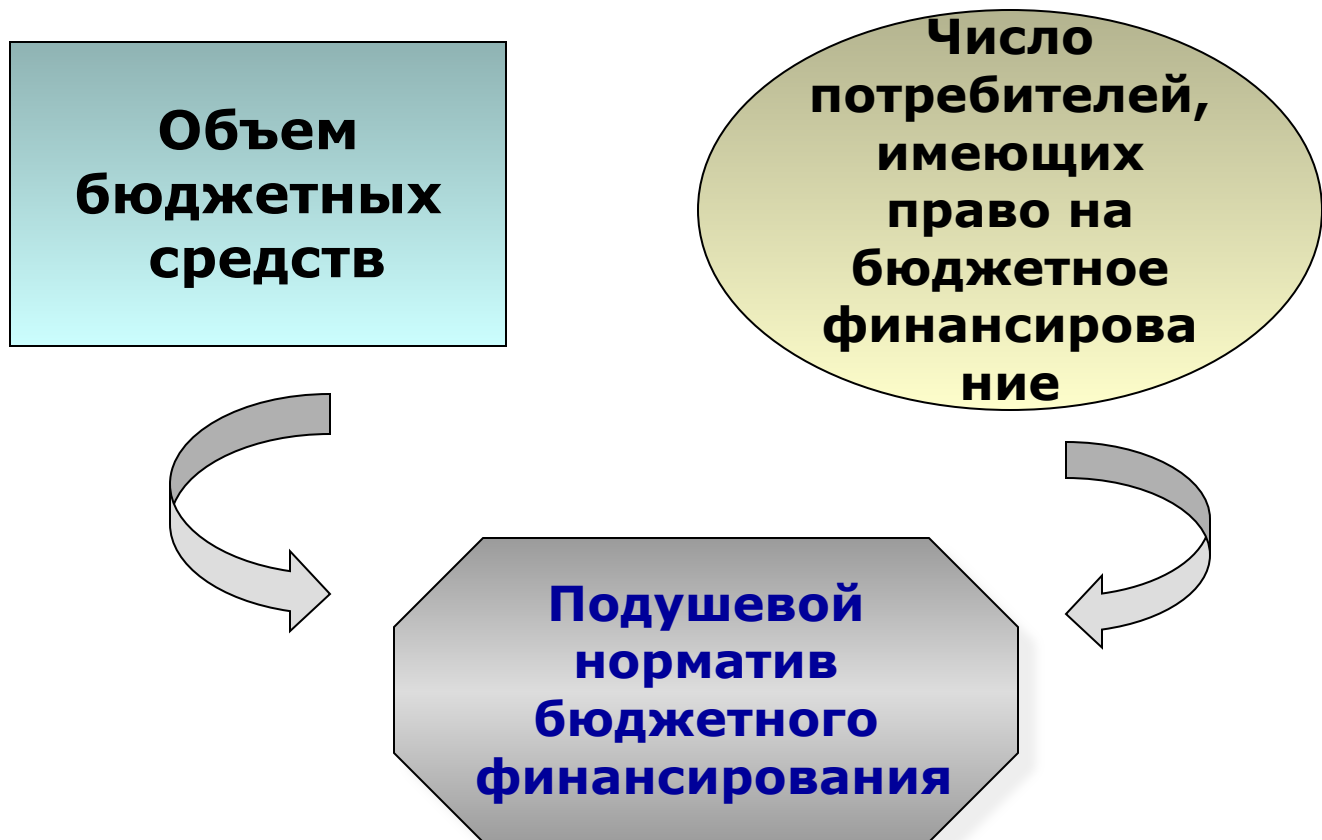 Объем
бюджетных
средств
Число
потребителей,
имеющих
право на
бюджетное
финансирова
ние
Подушевой
норматив
бюджетного
финансирования